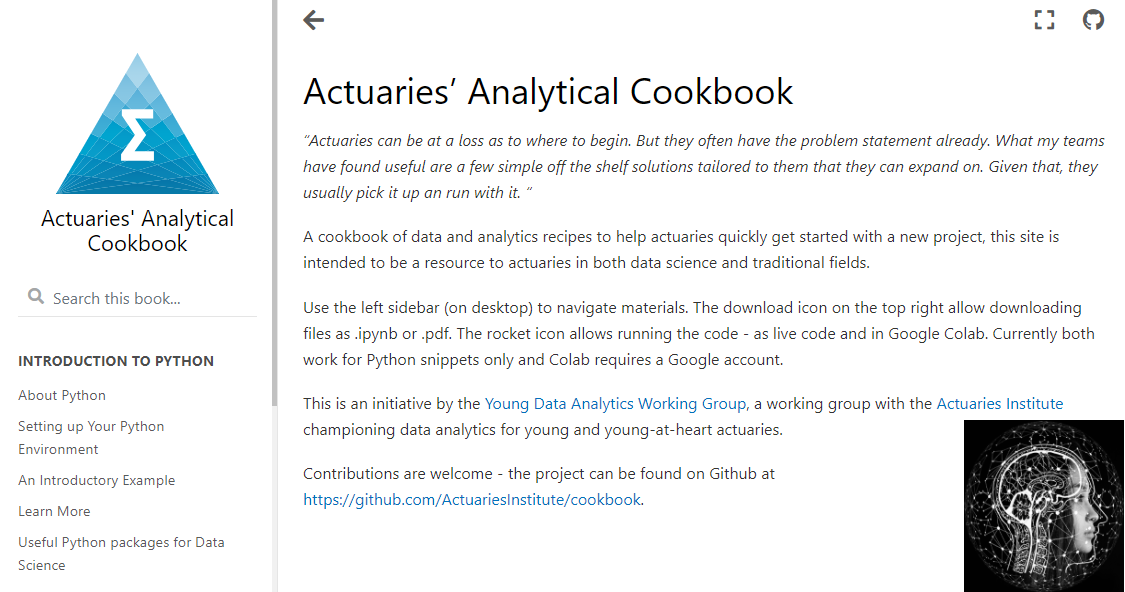 Σ
Actuaries' Analytical
Cookbook
Search this book...
INTRODUCTION TO PYTHON
About Python
Setting up Your Python
Environment
An Introductory Example
Learn More
Useful Python packages for Data
Science
Actuaries’ Analytical Cookbook
“Actuaries can be at a loss as to where to begin. But they often have the problem statement already. What my teams
have found useful are a few simple off the shelf solutions tailored to them that they can expand on. Given that, they
usually pick it up an run with it. “
A cookbook of data and analytics recipes to help actuaries quickly get started with a new project, this site is
intended to be a resource to actuaries in both data science and traditional fields.
Use the left sidebar (on desktop) to navigate materials. The download icon on the top right allow downloading
files as .ipynb or .pdf. The rocket icon allows running the code - as live code and in Google Colab. Currently both
work for Python snippets only and Colab requires a Google account.
This is an initiative by the Young Data Analytics Working Group, a working group with the Actuaries Institute
championing data analytics for young and young-at-heart actuaries.
Contributions are welcome - the project can be found on Github at
https://github.com/ActuariesInstitute/cookbook.